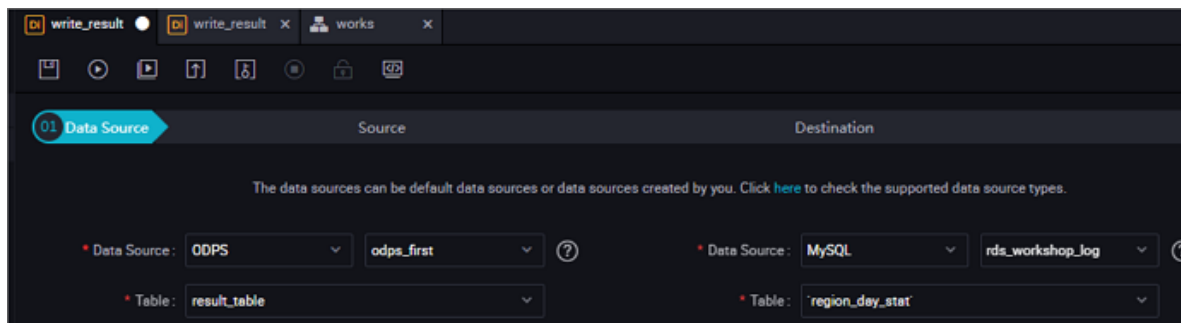 Di write_result Di write_result × works ×
01 Data Source Source Destination
The data sources can be default data sources or data sources created by you. Click here to check the supported data source types.
* Data Source: ODPS odps_first ? * Data Source: MySQL rds_workshop_log ?
* Table: result_table * Table: `region_day_stat`